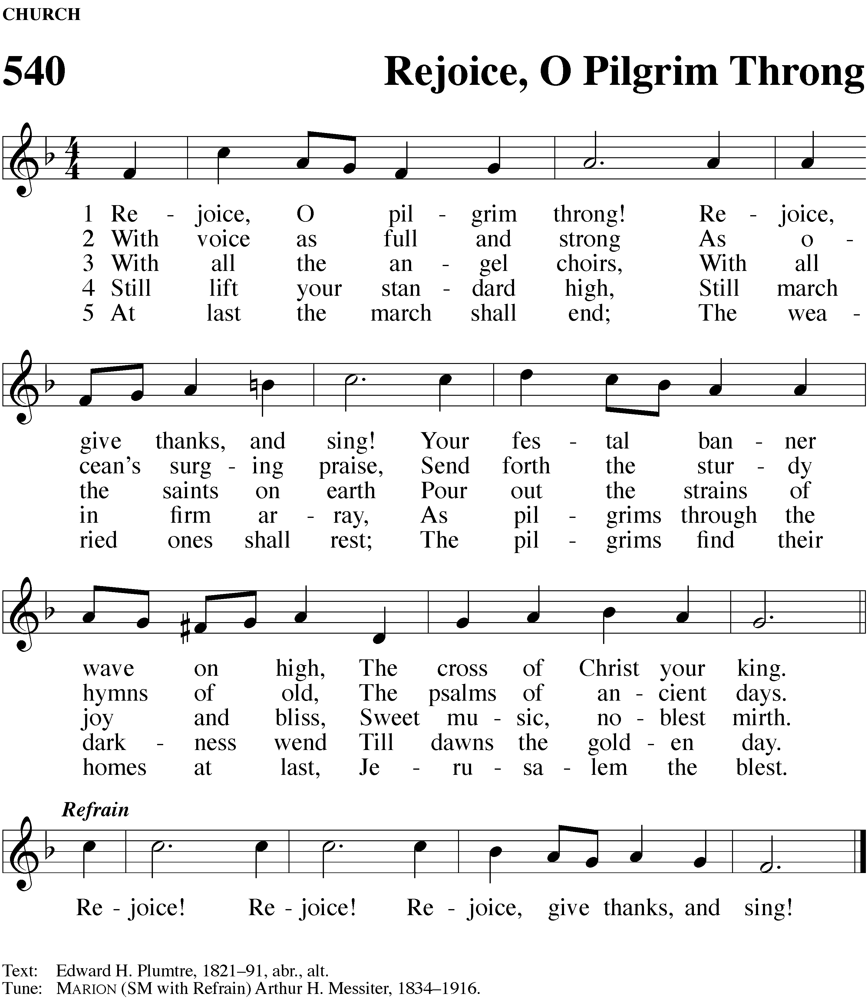 CHURCH
540 Rejoice, O Pilgrim Throng
4
4
1 Re - joice, O pil - grim throng! Re - joice,
2 With voice as full and strong As o -
3 With all the an - gel choirs, With all
4 Still lift your stan - dard high, Still march
5 At last the march shall end; The wea -
give thanks, and sing! Your fes - tal ban - ner
cean's surg - ing praise, Send forth the stur - dy
the saints on earth Pour out the strains of
in firm ar - ray, As pil - grims through the
ried ones shall rest; The pil - grims find their
wave on high, The cross of Christ your king.
hymns of old, The psalms of an - cient days.
joy and bliss, Sweet mu - sic, no - blest mirth.
dark - ness wend Till dawns the gold - en day.
homes at last, Je - ru - sa - lem the blest.
Refrain
Re - joice! Re - joice! Re - joice, give thanks, and sing!
Text: Edward H. Plumtre, 1821–91, abr., alt.
Tune: MARION (SM with Refrain) Arthur H. Messiter, 1834–1916.